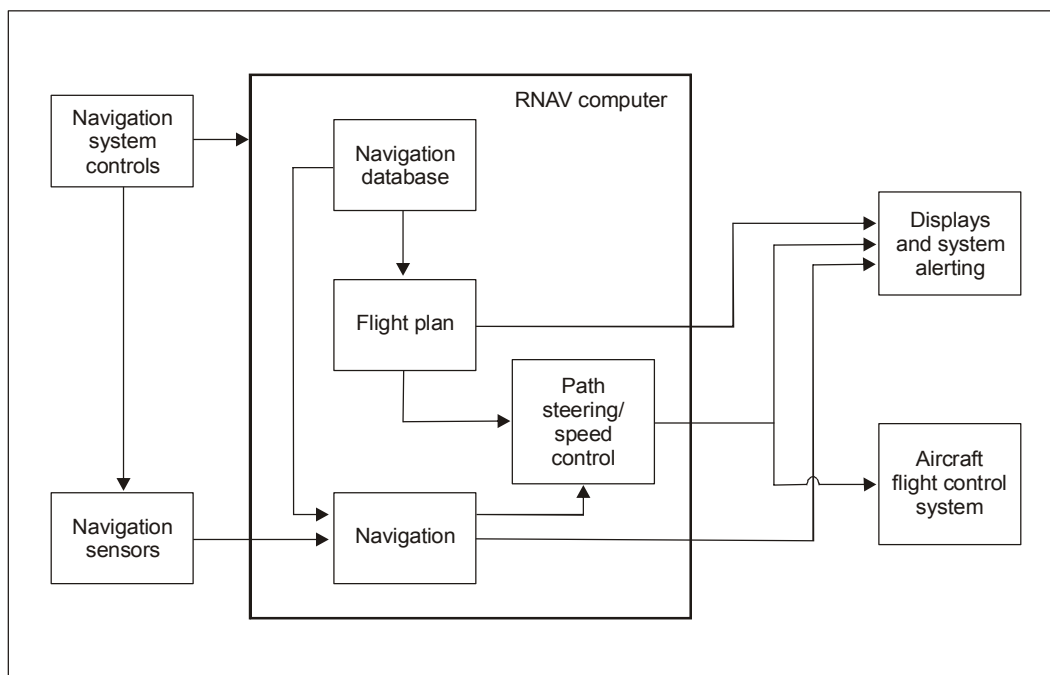 RNAV computer
Navigation
system
controls
Navigation
database
Displays
and system
alerting
Flight plan
Path
steering/
speed
control
Aircraft
flight control
system
Navigation
sensors
Navigation